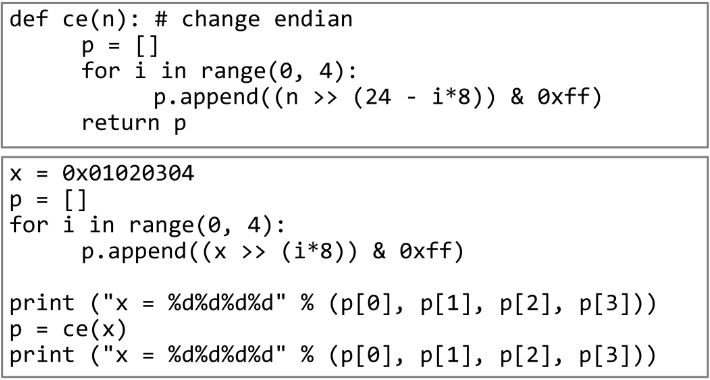 def ce(n): # change endian
    p = []
    for i in range(0, 4):
        p.append((n >> (24 - i*8)) & 0xff)
    return p
x = 0x01020304
p = []
for i in range(0, 4):
    p.append((x >> (i*8)) & 0xff)

print ("x = %d%d%d%d" % (p[0], p[1], p[2], p[3]))
p = ce(x)
print ("x = %d%d%d%d" % (p[0], p[1], p[2], p[3]))